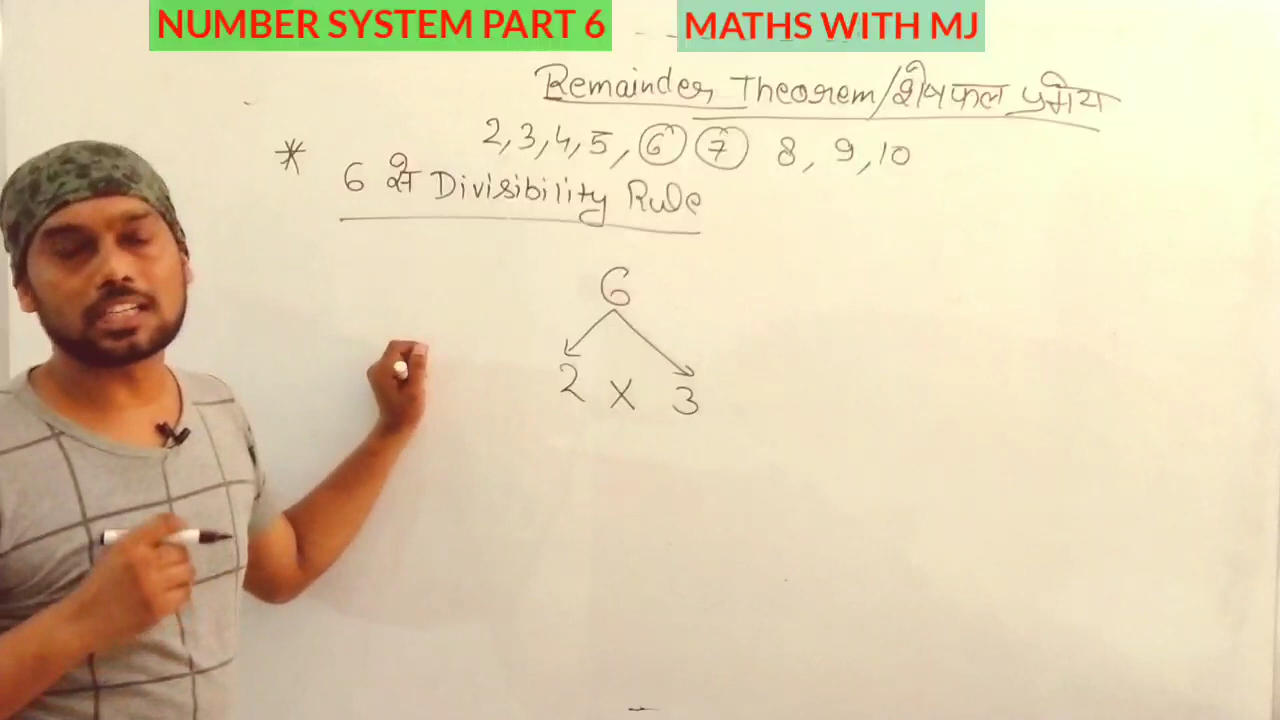 NUMBER SYSTEM PART 6
MATHS WITH MJ
Remainder Theorem/शेषफल प्रमेय
2, 3, 4, 5, 6 7 8, 9, 10
* 6 से Divisibility Rule
6
2 X 3